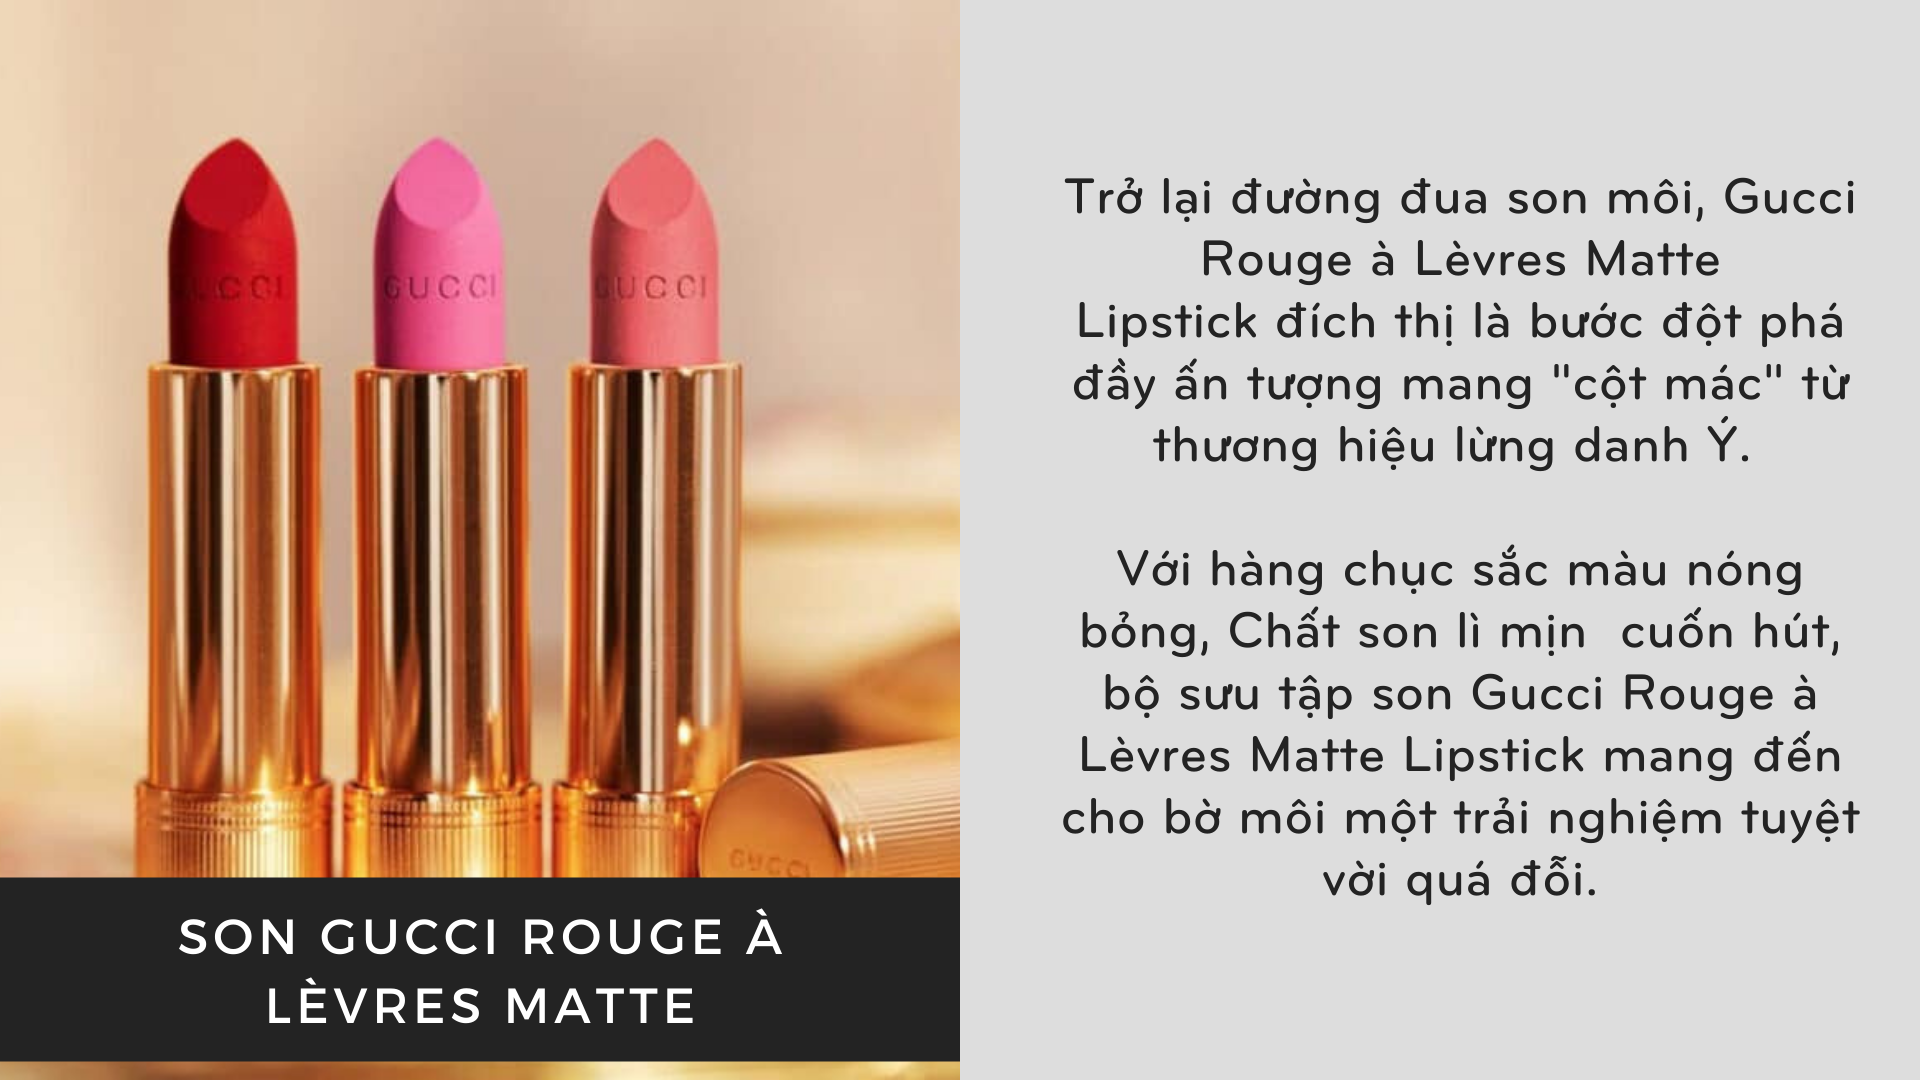 GUCCI
GUCCI
GUCCI
SON GUCCI ROUGE À
LÈVRES MATTE
Trở lại đường đua son môi, Gucci
Rouge à Lèvres Matte
Lipstick đích thị là bước đột phá
đầy ấn tượng mang "cột mác" từ
thương hiệu lừng danh Ý.
Với hàng chục sắc màu nóng
bỏng, Chất son lì mịn  cuốn hút,
bộ sưu tập son Gucci Rouge à
Lèvres Matte Lipstick mang đến
cho bờ môi một trải nghiệm tuyệt
vời quá đỗi.